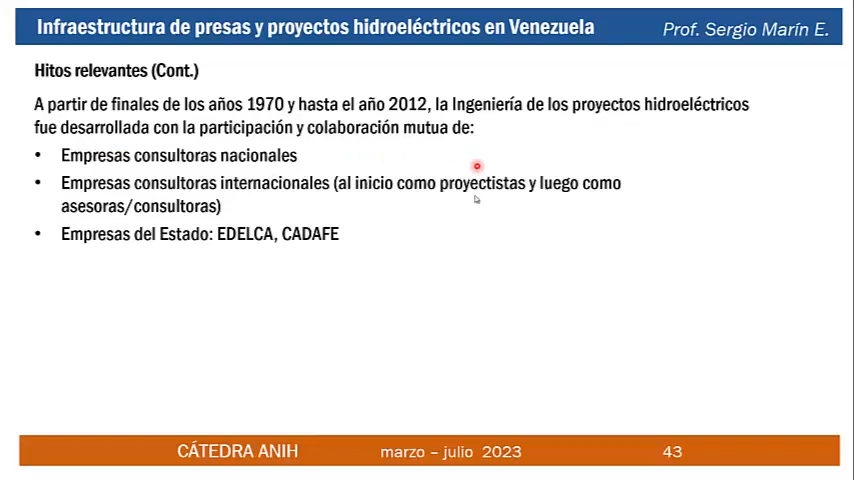 Infraestructura de presas y proyectos hidroeléctricos en Venezuela
Prof. Sergio Marín E.
Hitos relevantes (Cont.)
A partir de finales de los años 1970 y hasta el año 2012, la Ingeniería de los proyectos hidroeléctricos
fue desarrollada con la participación y colaboración mutua de:
• Empresas consultoras nacionales
• Empresas consultoras internacionales (al inicio como proyectistas y luego como
asesoras/consultoras)
• Empresas del Estado: EDELCA, CADAFE
CÁTEDRA ANIH marzo – julio 2023 43